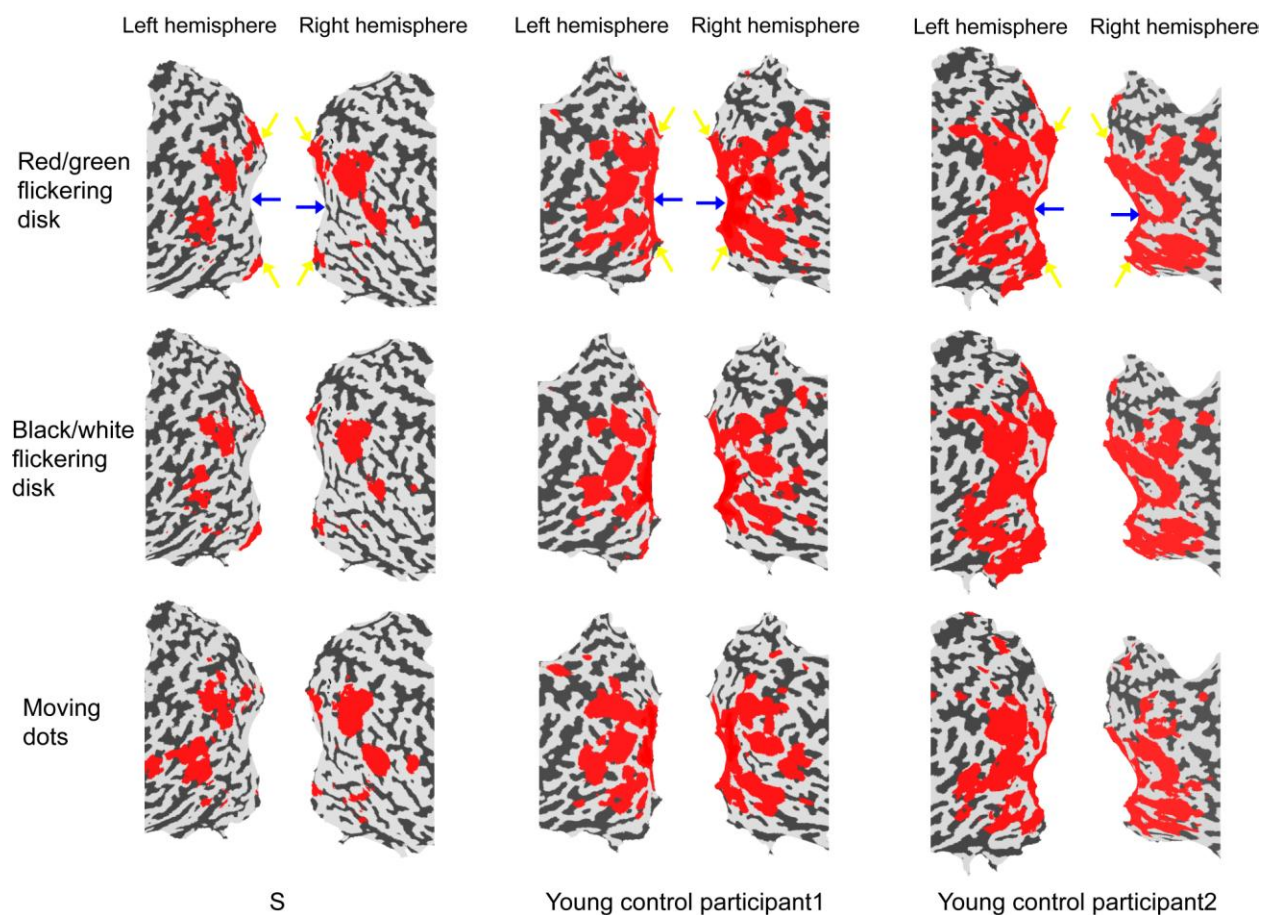 Left hemisphere Right hemisphere Left hemisphere Right hemisphere Left hemisphere Right hemisphere
Red/green
flickering
disk
Black/white
flickering
disk
Moving
dots
S Young control participant1 Young control participant2